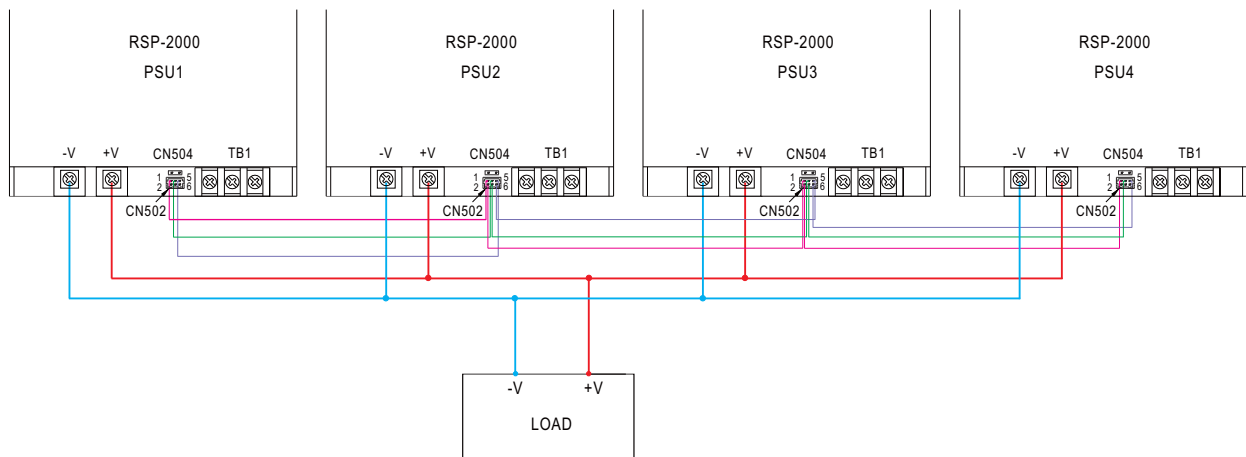 RSP-2000
PSU1
-V +V CN504 TB1
1 5
2 6
CN502
RSP-2000
PSU2
-V +V CN504 TB1
1 5
2 6
CN502
RSP-2000
PSU3
-V +V CN504 TB1
1 5
2 6
CN502
RSP-2000
PSU4
-V +V CN504 TB1
1 5
2 6
CN502
-V +V
LOAD